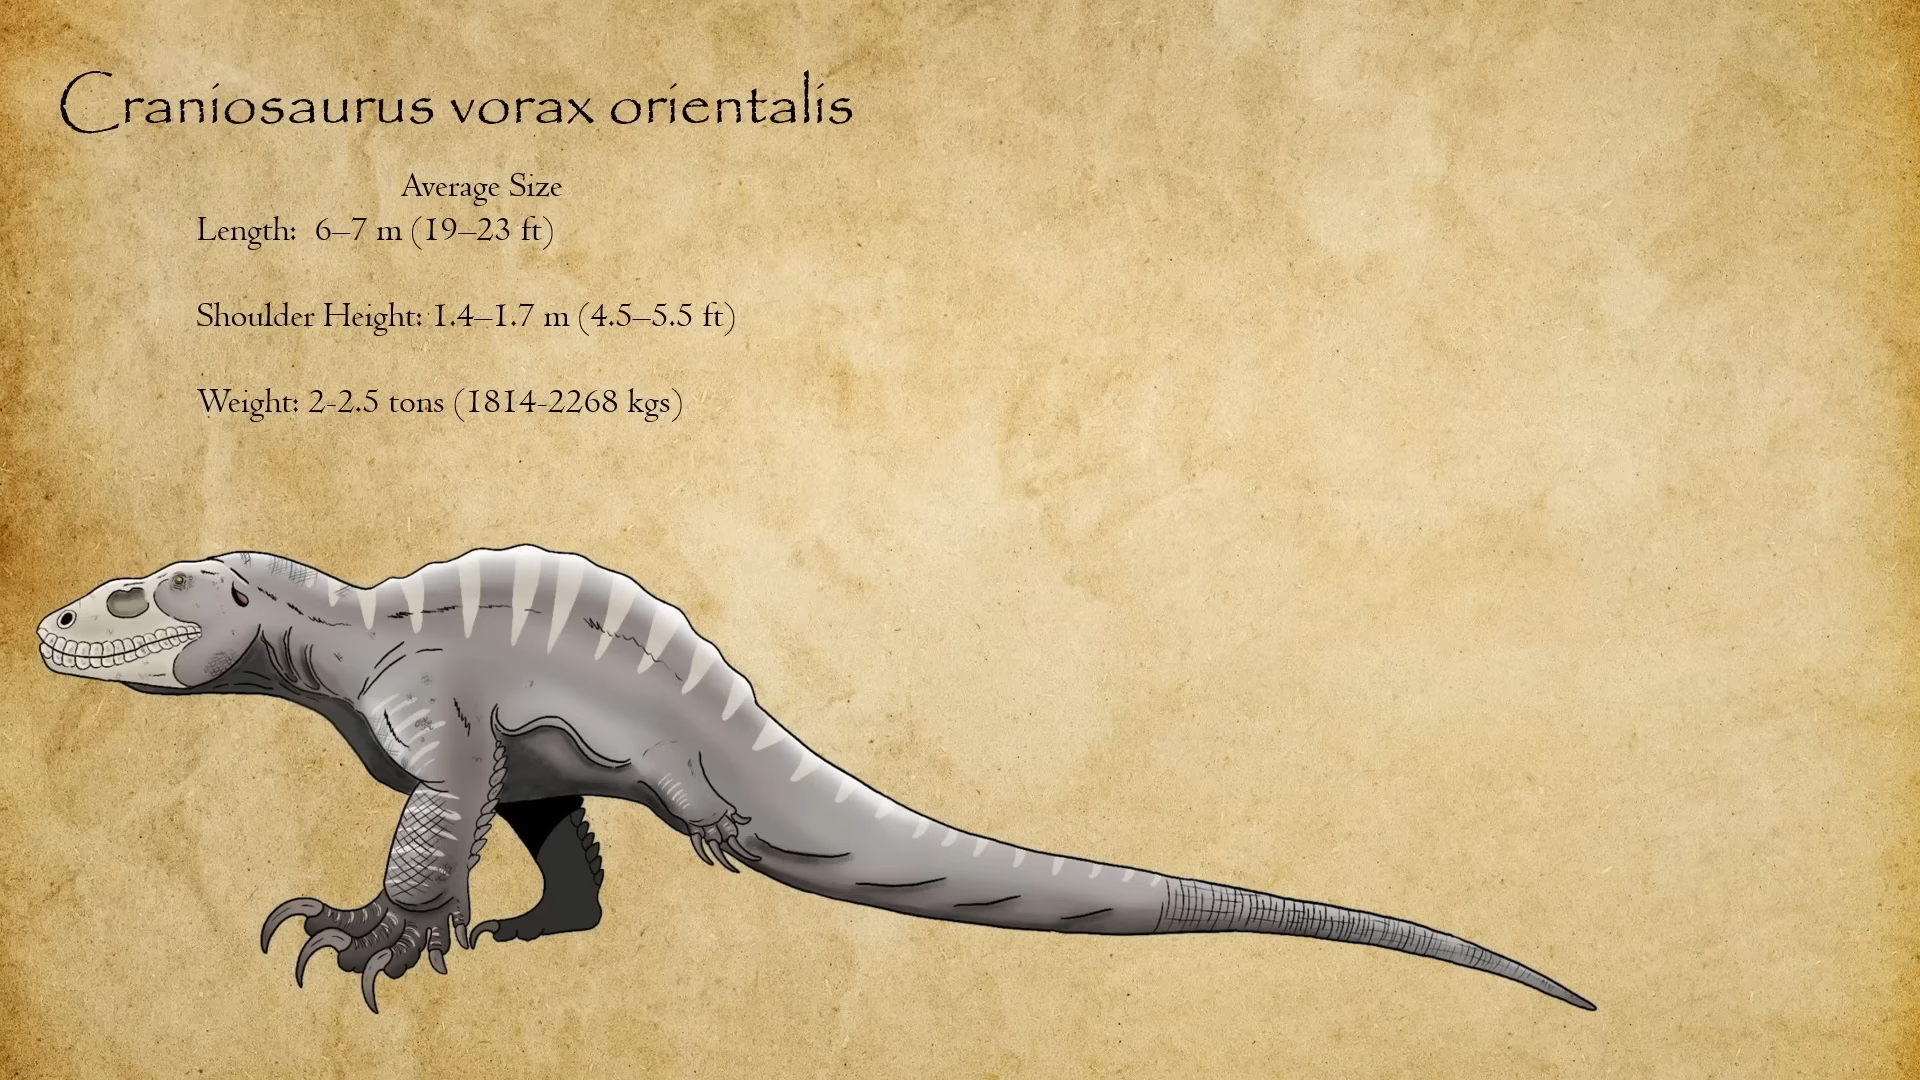 Craniosaurus vorax orientalis
Average Size
Length: 6–7 m (19–23 ft)
Shoulder Height: 1.4–1.7 m (4.5–5.5 ft)
Weight: 2-2.5 tons (1814-2268 kgs)